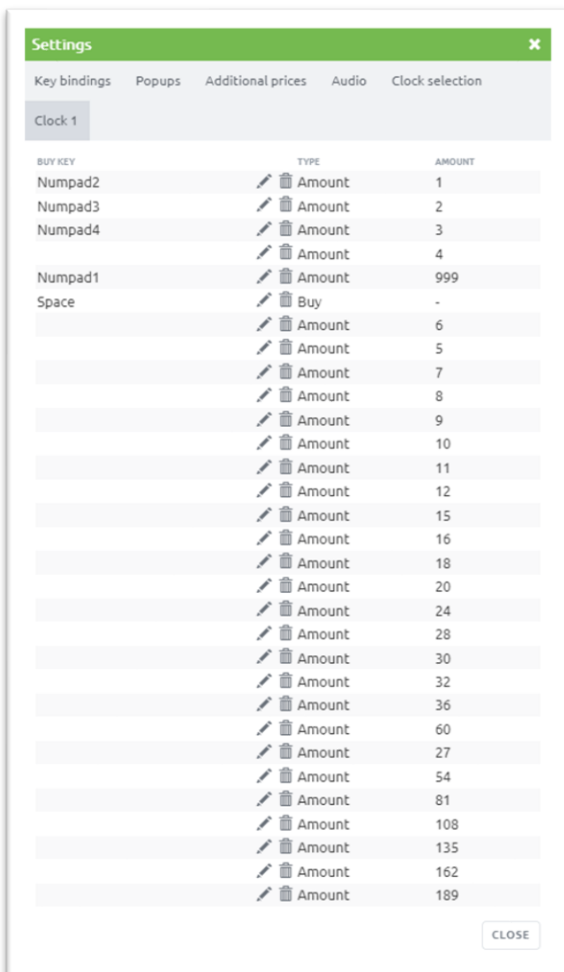 Settings
Key bindings Popups Additional prices Audio Clock selection
Clock 1
BUY KEY TYPE AMOUNT
Numpad2 Amount 1
Numpad3 Amount 2
Numpad4 Amount 3
Amount 4
Numpad1 Amount 999
Space Buy -
Amount 6
Amount 5
Amount 7
Amount 8
Amount 9
Amount 10
Amount 11
Amount 12
Amount 15
Amount 16
Amount 18
Amount 20
Amount 24
Amount 28
Amount 30
Amount 32
Amount 36
Amount 60
Amount 27
Amount 54
Amount 81
Amount 108
Amount 135
Amount 162
Amount 189
CLOSE